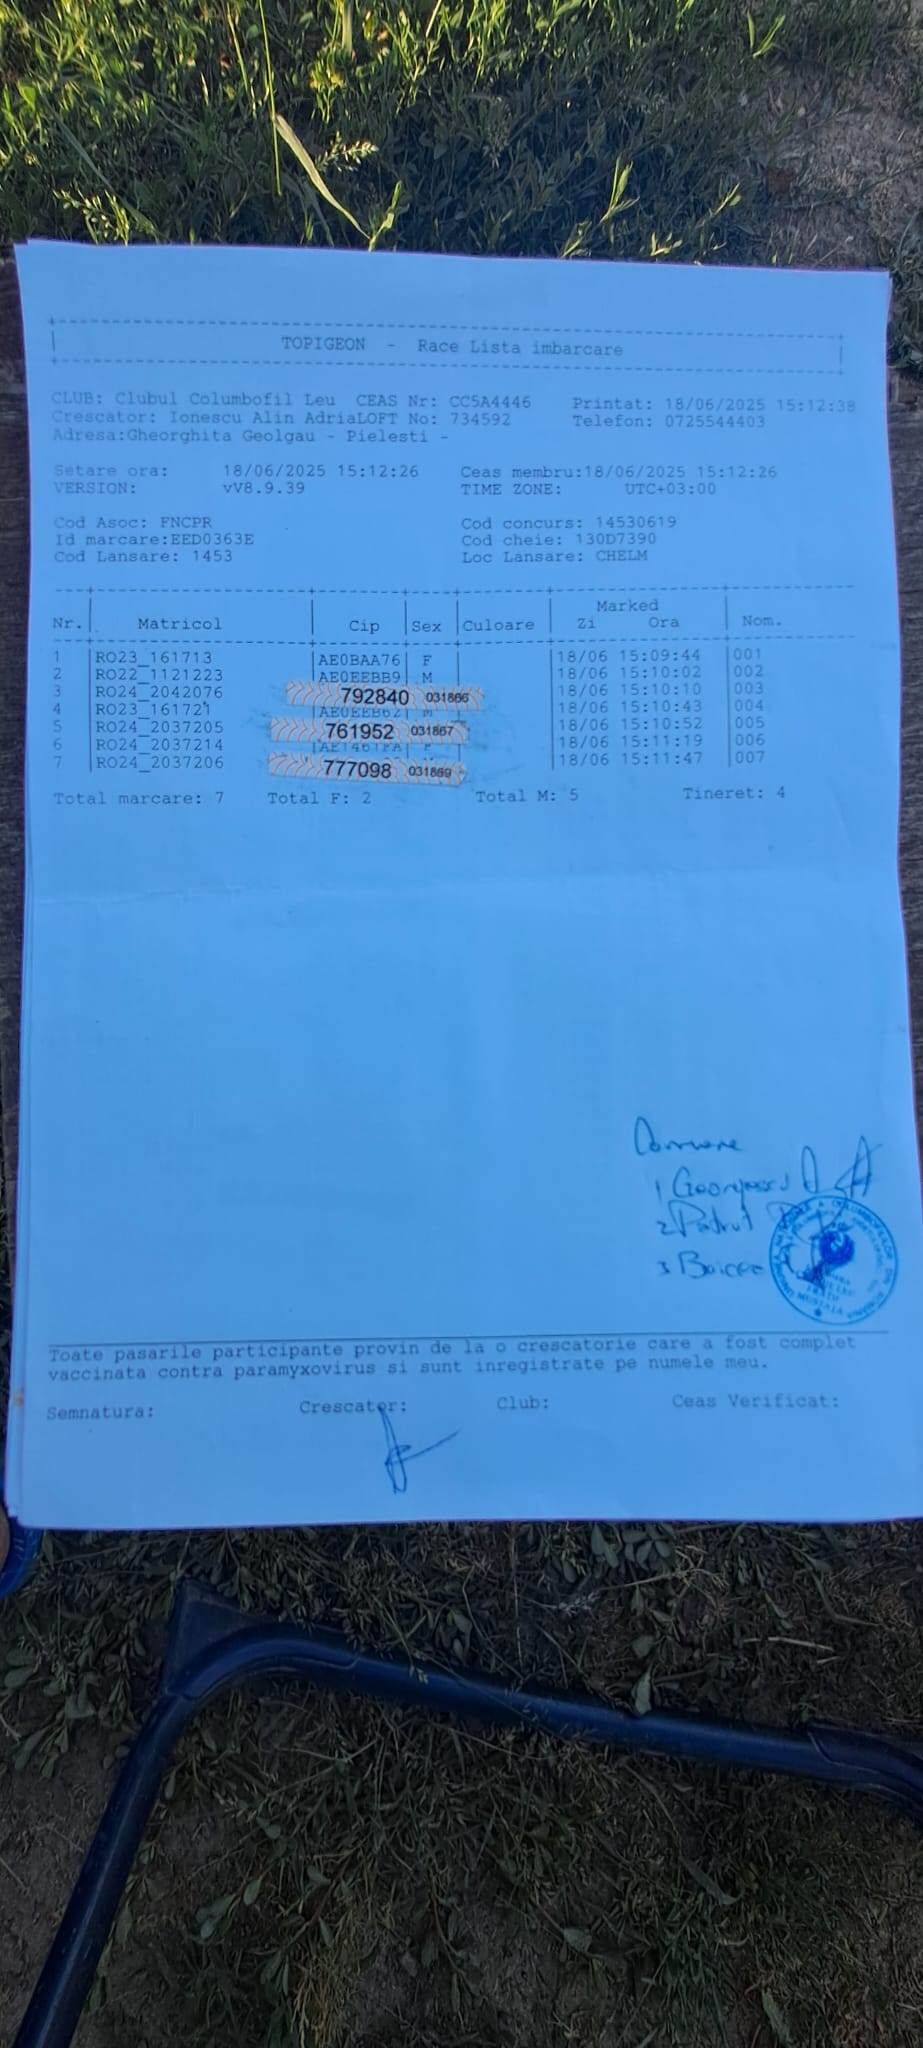 TOPIGEON - Race Lista imbarcare
CLUB: Clubul Columbofil Leu CEAS Nr: CC5A4446 Printat: 18/06/2025 15:12:38
Crescator: Ionescu Alin AdriaLOFT No: 734592 Telefon: 0725544403
Adresa:Gheorghita Geolgau - Pielesti -
Setare ora: 18/06/2025 15:12:26 Ceas membru:18/06/2025 15:12:26
VERSION: vV8.9.39 TIME ZONE: UTC+03:00
Cod Asoc: FNCPR Cod concurs: 14530619
Id marcare:EED0363E Cod cheie: 130D7390
Cod Lansare: 1453 Loc Lansare: CHELM
Marked
Nr. Matricol Cip Sex Culoare Zi Ora Nom.
1 RO23_161713 AE0BAA76 F 18/06 15:09:44 001
2 RO22_1121223 AE0EEBB9 M 18/06 15:10:02 002
3 RO24_2042076 792840 031866 18/06 15:10:10 003
4 RO23_161721 AE0EEB62 M 18/06 15:10:43 004
5 RO24_2037205 761952 031867 18/06 15:10:52 005
6 RO24_2037214 F 18/06 15:11:19 006
7 RO24_2037206 777098 031869 18/06 15:11:47 007
Total marcare: 7 Total F: 2 Total M: 5 Tineret: 4
1
2 Patrut
3
Toate pasarile participante provin de la o crescatorie care a fost complet
vaccinata contra paramyxovirus si sunt inregistrate pe numele meu.
Semnatura: Crescator: Club: Ceas Verificat: